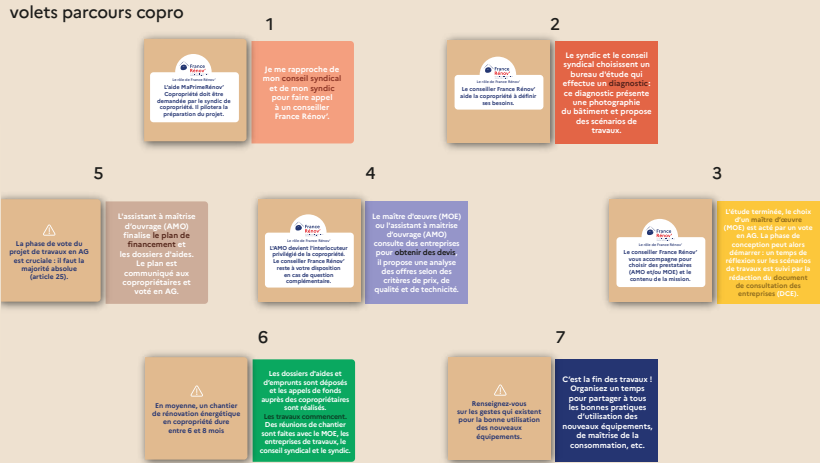 volets parcours copro
1
France
Rénov'
Le rôle de France Rénov'
L'aide MaPrimeRénov'
Copropriété doit être
demandée par le syndic de
copropriété. Il pilotera la
préparation du projet.
Je me rapproche de
mon conseil syndical
et de mon syndic
pour faire appel
à un conseiller
France Rénov'.
2
France
Rénov'
Le rôle de France Rénov'
Le conseiller France Rénov'
aide la copropriété à définir
ses besoins.
Le syndic et le conseil
syndical choisissent un
bureau d'étude qui
effectue un diagnostic,
ce diagnostic présente
une photographie
du bâtiment et propose
des scénarios de
travaux.
5
La phase de vote du
projet de travaux en AG
est cruciale : il faut la
majorité absolue
(article 25).
L'assistant à maîtrise
d'ouvrage (AMO)
finalise le plan de
financement et
les dossiers d'aides.
Le plan est
communiqué aux
copropriétaires et
voté en AG.
4
France
Rénov'
Le rôle de France Rénov'
L'AMO devient l'interlocuteur
privilégié de la copropriété.
Le conseiller France Rénov'
reste à votre disposition
en cas de question
complémentaire.
Le maître d'œuvre (MOE)
ou l'assistant à maîtrise
d'ouvrage (AMO)
consulte des entreprises
pour obtenir des devis,
il propose une analyse
des offres selon des
critères de prix, de
qualité et de technicité.
3
France
Rénov'
Le rôle de France Rénov'
Le conseiller France Rénov'
vous accompagne pour
choisir des prestataires
(AMO et/ou MOE) et le
contenu de la mission.
L'étude terminée, le choix
d'un maître d'œuvre
(MOE) est acté par un vote
en AG. La phase de
conception peut alors
démarrer : un temps de
réflexion sur les scénarios
de travaux est suivi par la
rédaction du document
de consultation des
entreprises (DCE).
6
En moyenne, un chantier
de rénovation énergétique
en copropriété dure
entre 6 et 8 mois
Les dossiers d'aides et
d'emprunts sont déposés
et les appels de fonds
auprès des copropriétaires
sont réalisés.
Les travaux commencent.
Des réunions de chantier
sont faites avec le MOE, les
entreprises de travaux, le
conseil syndical et le syndic.
7
Renseignez-vous
sur les gestes qui existent
pour la bonne utilisation
des nouveaux
équipements.
C'est la fin des travaux !
Organisez un temps
pour partager à tous
les bonnes pratiques
d'utilisation des
nouveaux équipements,
de maîtrise de la
consommation, etc.